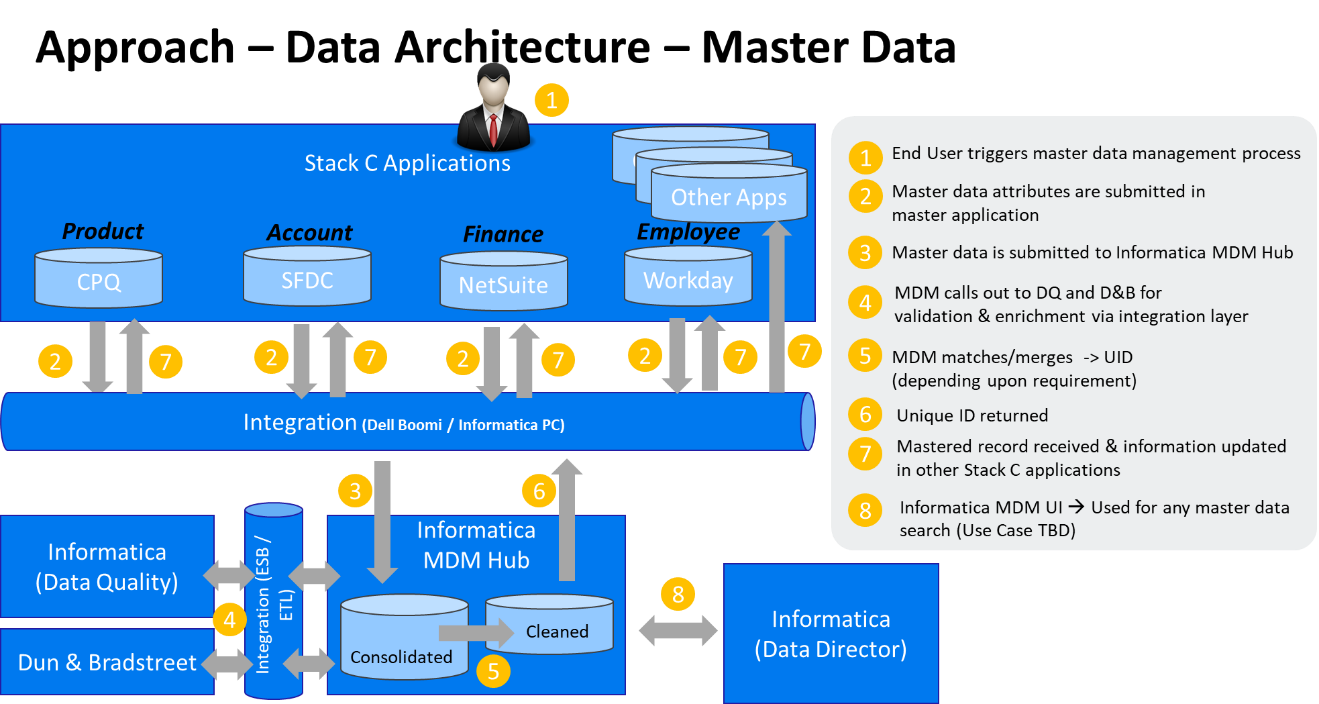 Approach – Data Architecture – Master Data
1
Stack C Applications
Other Apps
Product
Account
Finance
Employee
CPQ
SFDC
NetSuite
Workday
2
7
2
7
2
7
2
7
7
Integration (Dell Boomi / Informatica PC)
3
6
Informatica
(Data Quality)
Dun & Bradstreet
4
Integration (ESB /
ETL)
Informatica
MDM Hub
Consolidated
Cleaned
5
8
Informatica
(Data Director)
1 End User triggers master data management process
2 Master data attributes are submitted in
master application
3 Master data is submitted to Informatica MDM Hub
4 MDM calls out to DQ and D&B for
validation & enrichment via integration layer
5 MDM matches/merges -> UID
(depending upon requirement)
6 Unique ID returned
7 Mastered record received & information updated
in other Stack C applications
8 Informatica MDM UI → Used for any master data
search (Use Case TBD)